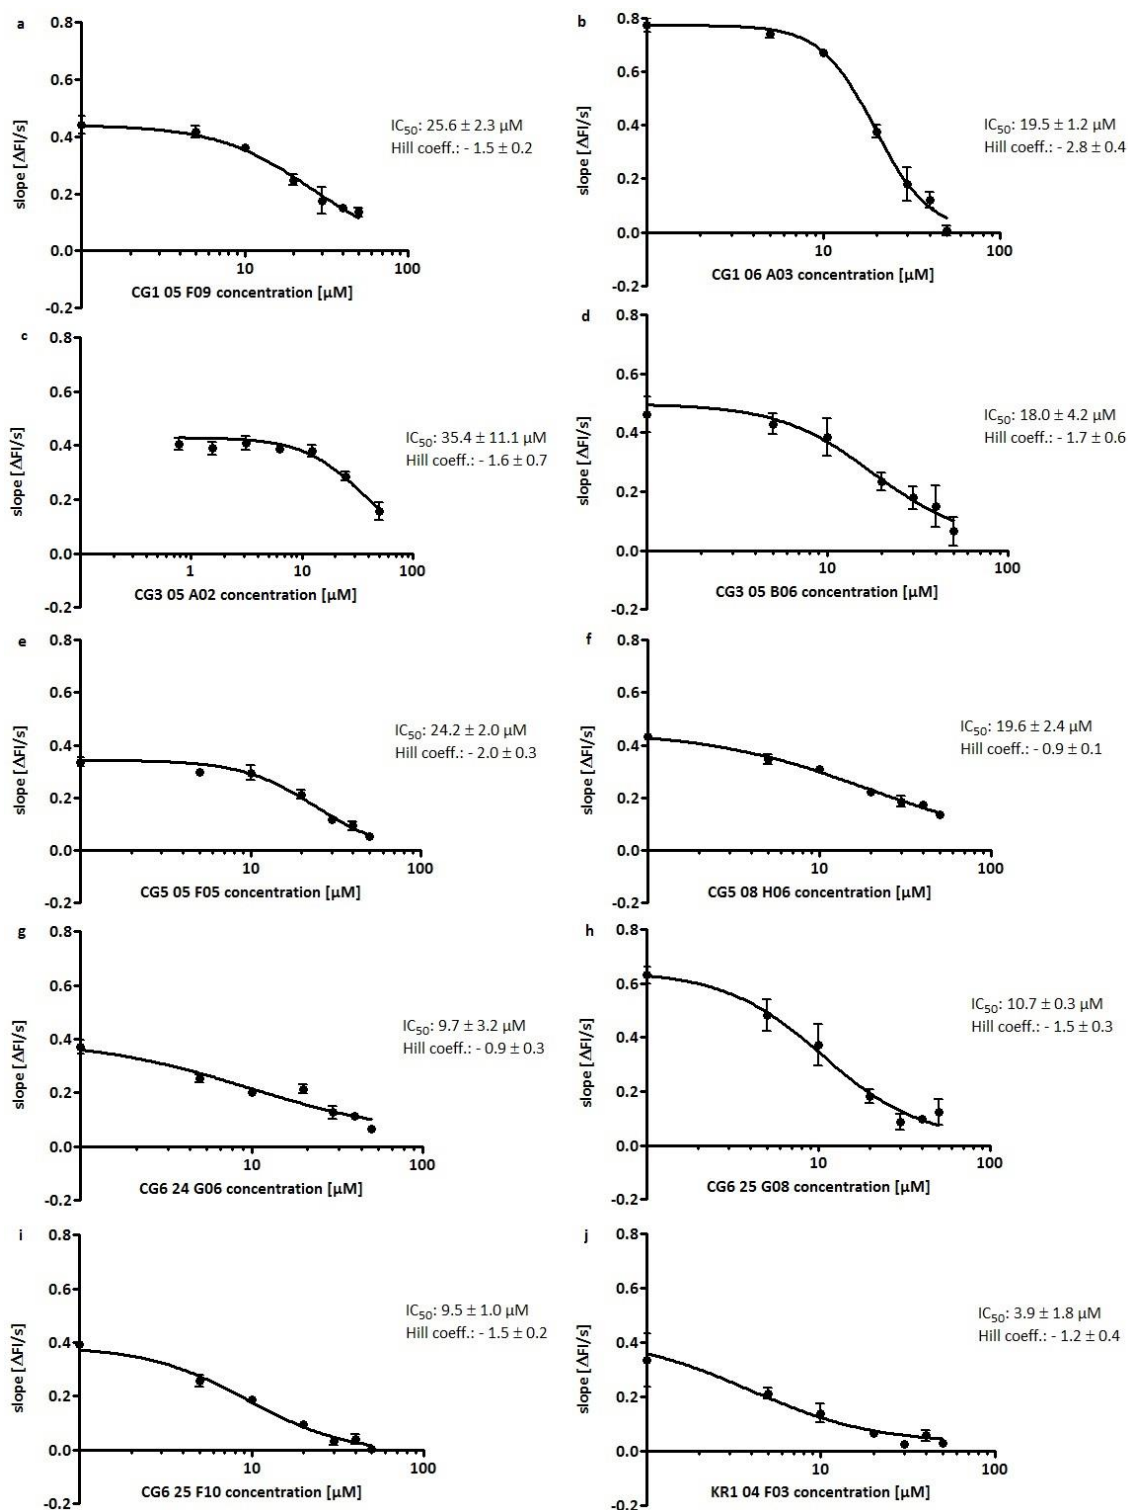 a
0.8
0.6
0.4
0.2
0.0
-0.2
slope [ΔFI/s]
10
100
CG1 05 F09 concentration [µM]
IC50: 25.6 ± 2.3 µM
Hill coeff.: - 1.5 ± 0.2
b
0.8
0.6
0.4
0.2
0.0
-0.2
slope [ΔFI/s]
10
100
CG1 06 A03 concentration [µM]
IC50: 19.5 ± 1.2 µM
Hill coeff.: - 2.8 ± 0.4
c
0.8
0.6
0.4
0.2
0.0
-0.2
slope [ΔFI/s]
1
10
100
CG3 05 A02 concentration [µM]
IC50: 35.4 ± 11.1 µM
Hill coeff.: - 1.6 ± 0.7
d
0.8
0.6
0.4
0.2
0.0
-0.2
slope [ΔFI/s]
10
100
CG3 05 B06 concentration [µM]
IC50: 18.0 ± 4.2 µM
Hill coeff.: - 1.7 ± 0.6
e
0.8
0.6
0.4
0.2
0.0
-0.2
slope [ΔFI/s]
10
100
CG5 05 F05 concentration [µM]
IC50: 24.2 ± 2.0 µM
Hill coeff.: - 2.0 ± 0.3
f
0.8
0.6
0.4
0.2
0.0
-0.2
slope [ΔFI/s]
10
100
CG5 08 H06 concentration [µM]
IC50: 19.6 ± 2.4 µM
Hill coeff.: - 0.9 ± 0.1
g
0.8
0.6
0.4
0.2
0.0
-0.2
slope [ΔFI/s]
10
100
CG6 24 G06 concentration [µM]
IC50: 9.7 ± 3.2 µM
Hill coeff.: - 0.9 ± 0.3
h
0.8
0.6
0.4
0.2
0.0
-0.2
slope [ΔFI/s]
10
100
CG6 25 G08 concentration [µM]
IC50: 10.7 ± 0.3 µM
Hill coeff.: - 1.5 ± 0.3
i
0.8
0.6
0.4
0.2
0.0
-0.2
slope [ΔFI/s]
10
100
CG6 25 F10 concentration [µM]
IC50: 9.5 ± 1.0 µM
Hill coeff.: - 1.5 ± 0.2
j
0.8
0.6
0.4
0.2
0.0
-0.2
slope [ΔFI/s]
10
100
KR1 04 F03 concentration [µM]
IC50: 3.9 ± 1.8 µM
Hill coeff.: - 1.2 ± 0.4